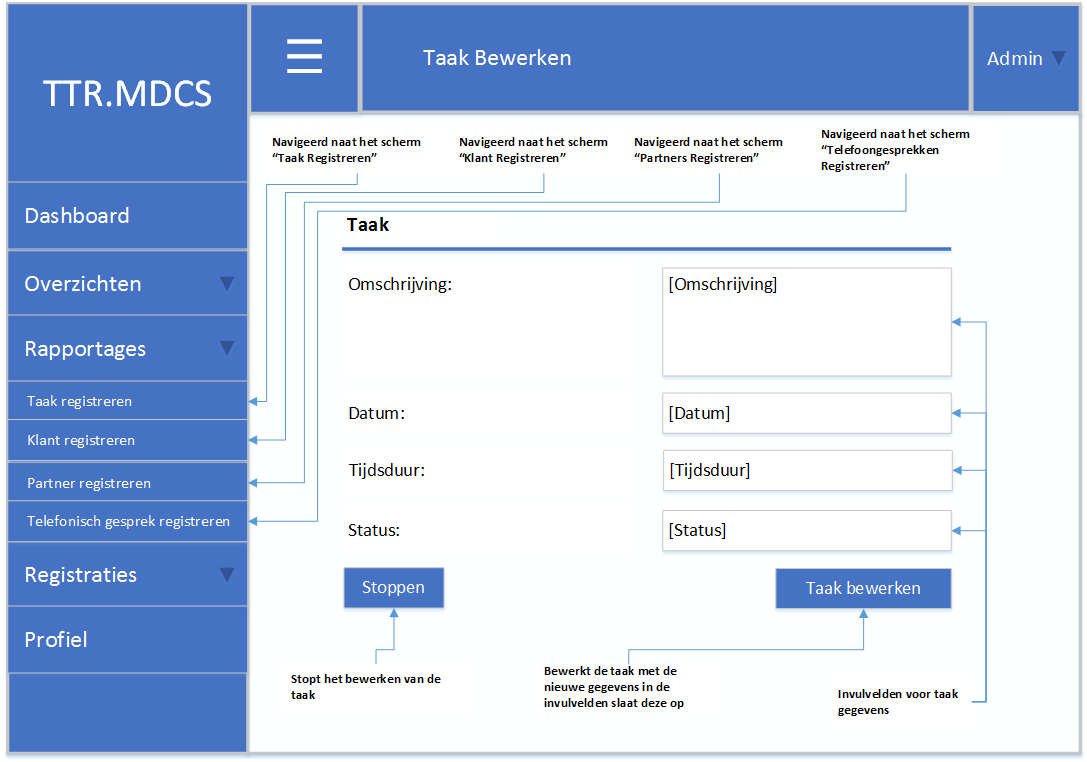 TTR.MDCS
☰
Taak Bewerken
Admin ▼
Dashboard
Overzichten ▼
Rapportages ▼
Taak registreren
Klant registreren
Partner registreren
Telefonisch gesprek registreren
Registraties ▼
Profiel
Navigeerd naat het scherm
“Taak Registreren”
Navigeerd naat het scherm
“Klant Registreren”
Navigeerd naat het scherm
“Partners Registreren”
Navigeerd naat het scherm
“Telefoongesprekken
Registreren”
Taak
Omschrijving:
[Omschrijving]
Datum:
[Datum]
Tijdsduur:
[Tijdsduur]
Status:
[Status]
Stoppen
Taak bewerken
Stopt het bewerken van de
taak
Bewerkt de taak met de
nieuwe gegevens in de
invulvelden slaat deze op
Invulvelden voor taak
gegevens